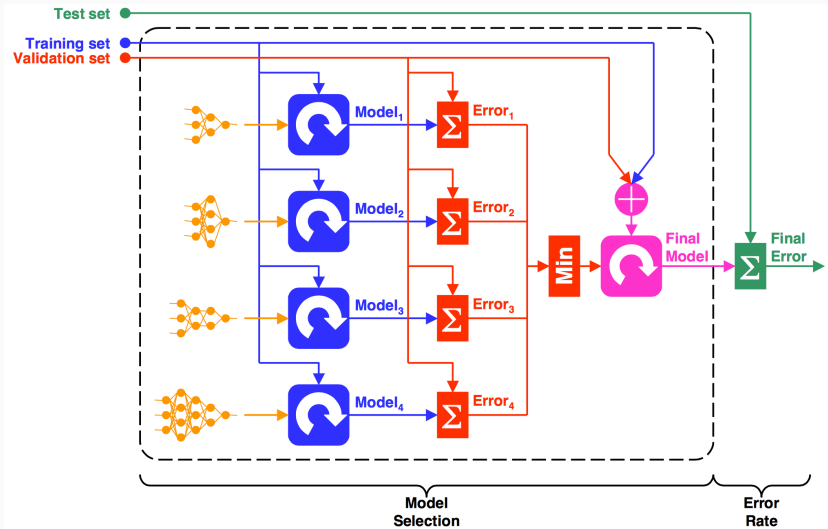 Test set
Training set
Validation set
Model1
Error1
Σ
Model2
Error2
Σ
Final
Model
Final
Error
Min
Σ
Model3
Error3
Σ
Model4
Error4
Σ
Model
Selection
Error
Rate